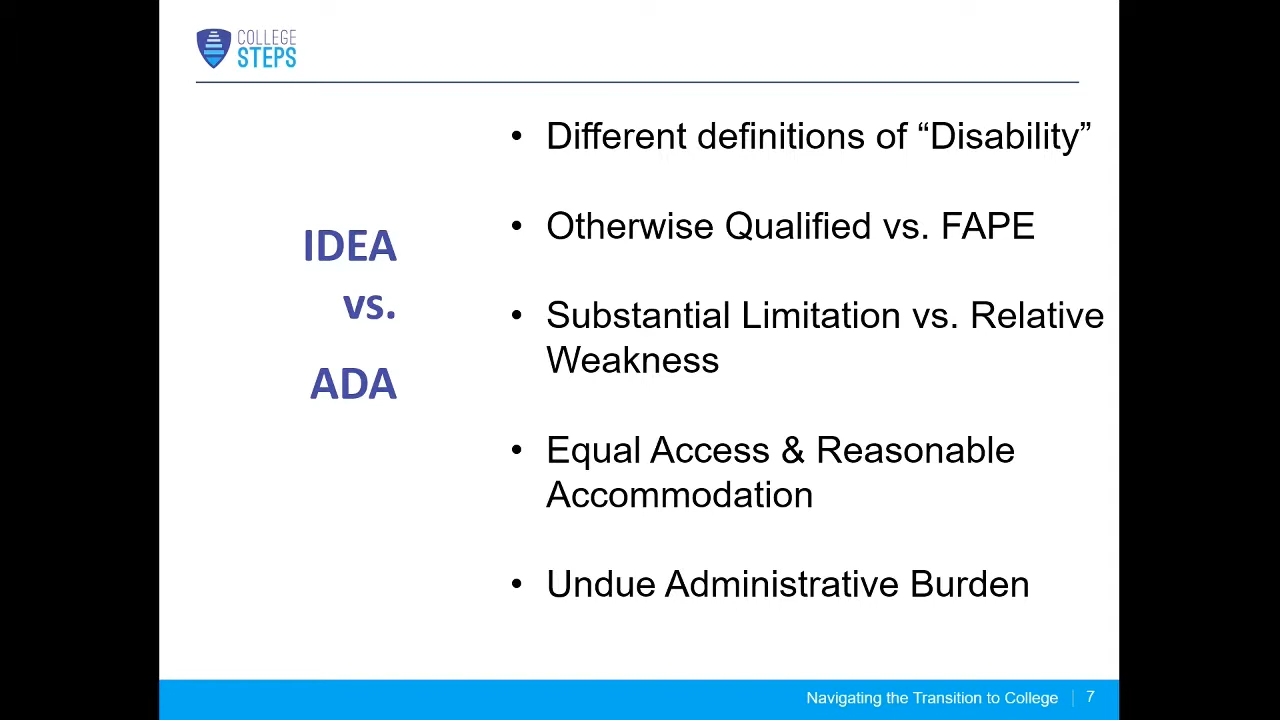 COLLEGE
STEPS
IDEA
vs.
ADA
• Different definitions of “Disability”
• Otherwise Qualified vs. FAPE
• Substantial Limitation vs. Relative
Weakness
• Equal Access & Reasonable
Accommodation
• Undue Administrative Burden
Navigating the Transition to College | 7